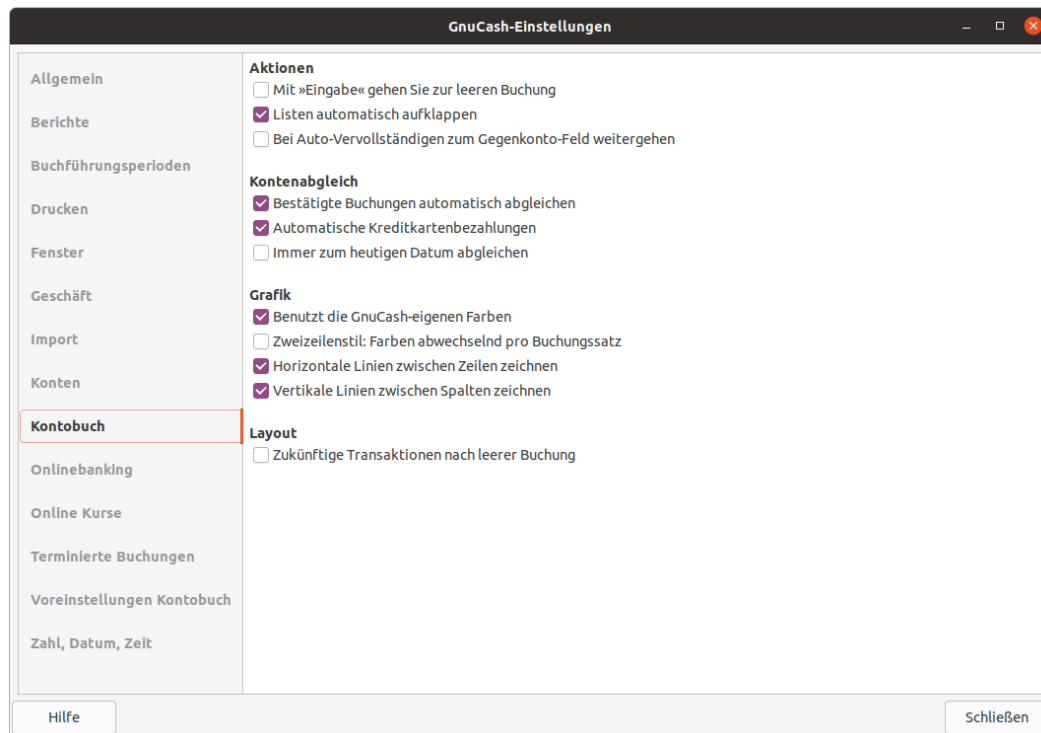 GnuCash-Einstellungen
Allgemein
Berichte
Buchführungsperioden
Drucken
Fenster
Geschäft
Import
Konten
Kontobuch
Onlinebanking
Online Kurse
Terminierte Buchungen
Voreinstellungen Kontobuch
Zahl, Datum, Zeit
Aktionen
Mit »Eingabe« gehen Sie zur leeren Buchung
Listen automatisch aufklappen
Bei Auto-Vervollständigen zum Gegenkonto-Feld weitergehen
Kontenabgleich
Bestätigte Buchungen automatisch abgleichen
Automatische Kreditkartenbezahlungen
Immer zum heutigen Datum abgleichen
Grafik
Benutzt die GnuCash-eigenen Farben
Zweizeilenstil: Farben abwechselnd pro Buchungssatz
Horizontale Linien zwischen Zeilen zeichnen
Vertikale Linien zwischen Spalten zeichnen
Layout
Zukünftige Transaktionen nach leerer Buchung
Hilfe
Schließen